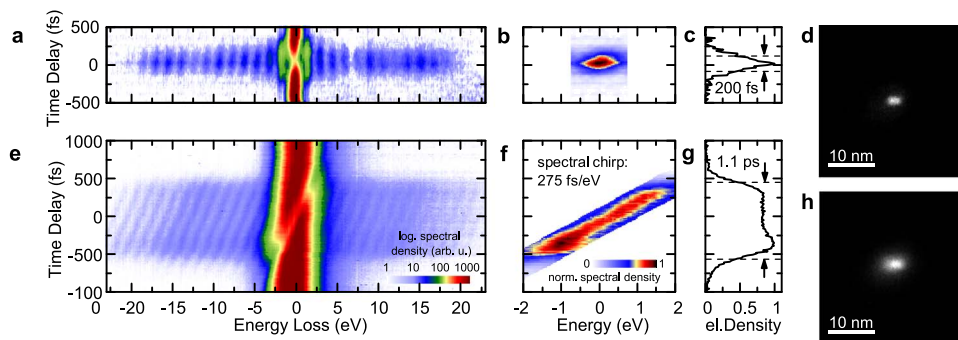 a
Time Delay (fs)
500
0
-500
b
c
200 fs
d
10 nm
e
Time Delay (fs)
1000
500
0
-500
-100
0
-20
-15
-10
-5
0
5
10
15
20
Energy Loss (eV)
log. spectral
density (arb. u.)
1
10
100
1000
f
spectral chirp:
275 fs/eV
0
1
norm. spectral density
-2
-1
0
1
2
Energy (eV)
g
1.1 ps
0
0.5
1
el.Density
h
10 nm